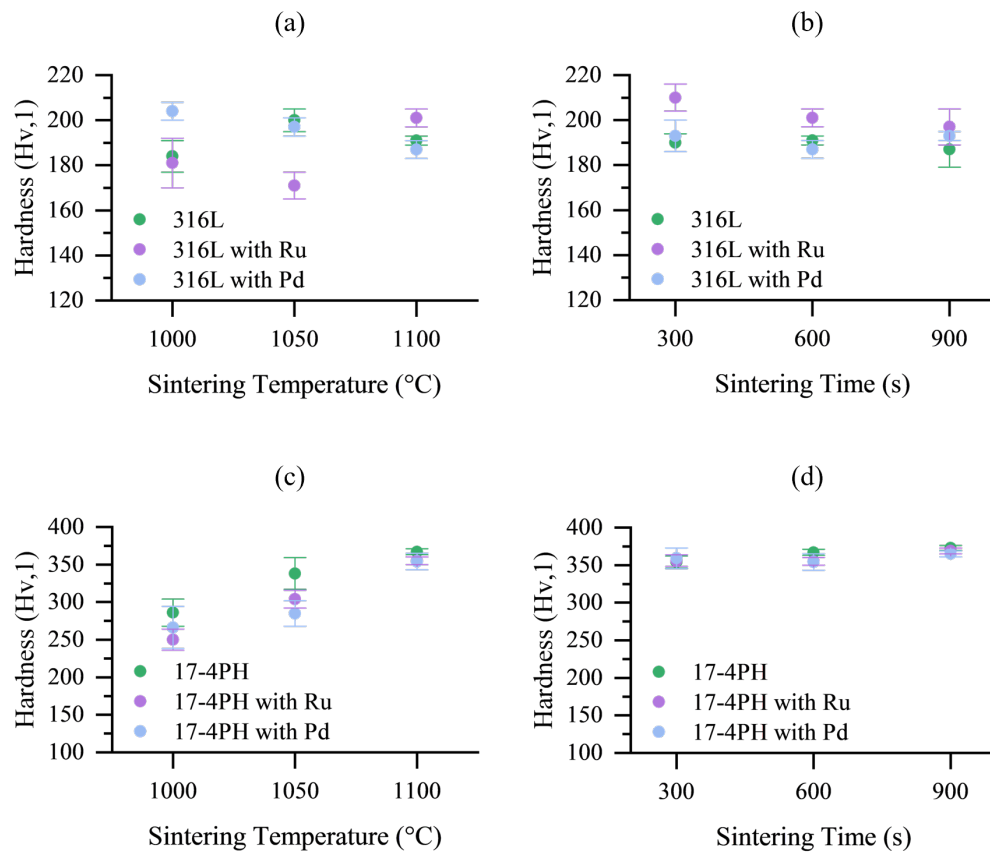 (a)
Hardness (Hv,1)
220
200
180
160
140
120
316L
316L with Ru
316L with Pd
1000 1050 1100
Sintering Temperature (°C)
(b)
Hardness (Hv,1)
220
200
180
160
140
120
316L
316L with Ru
316L with Pd
300 600 900
Sintering Time (s)
(c)
Hardness (Hv,1)
400
350
300
250
200
150
100
17-4PH
17-4PH with Ru
17-4PH with Pd
1000 1050 1100
Sintering Temperature (°C)
(d)
Hardness (Hv,1)
400
350
300
250
200
150
100
17-4PH
17-4PH with Ru
17-4PH with Pd
300 600 900
Sintering Time (s)